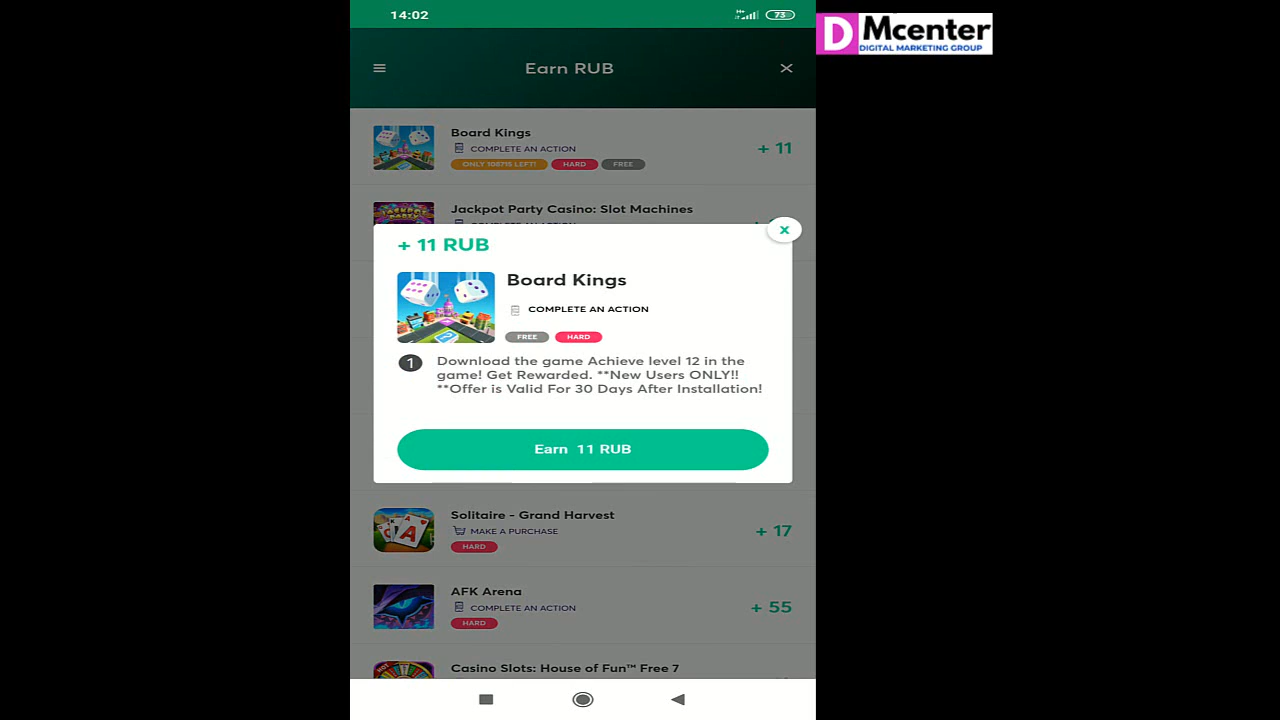 14:02
73
D Mcenter
DIGITAL MARKETING GROUP
Earn RUB
Board Kings
COMPLETE AN ACTION
+ 11
ONLY 108715 LEFT! HARD FREE
Jackpot Party Casino: Slot Machines
+ 11 RUB
Board Kings
COMPLETE AN ACTION
FREE HARD
1 Download the game Achieve level 12 in the
game! Get Rewarded. **New Users ONLY!!
**Offer is Valid For 30 Days After Installation!
Earn 11 RUB
Solitaire - Grand Harvest
MAKE A PURCHASE
+ 17
HARD
AFK Arena
COMPLETE AN ACTION
+ 55
HARD
Casino Slots: House of Fun™ Free 7